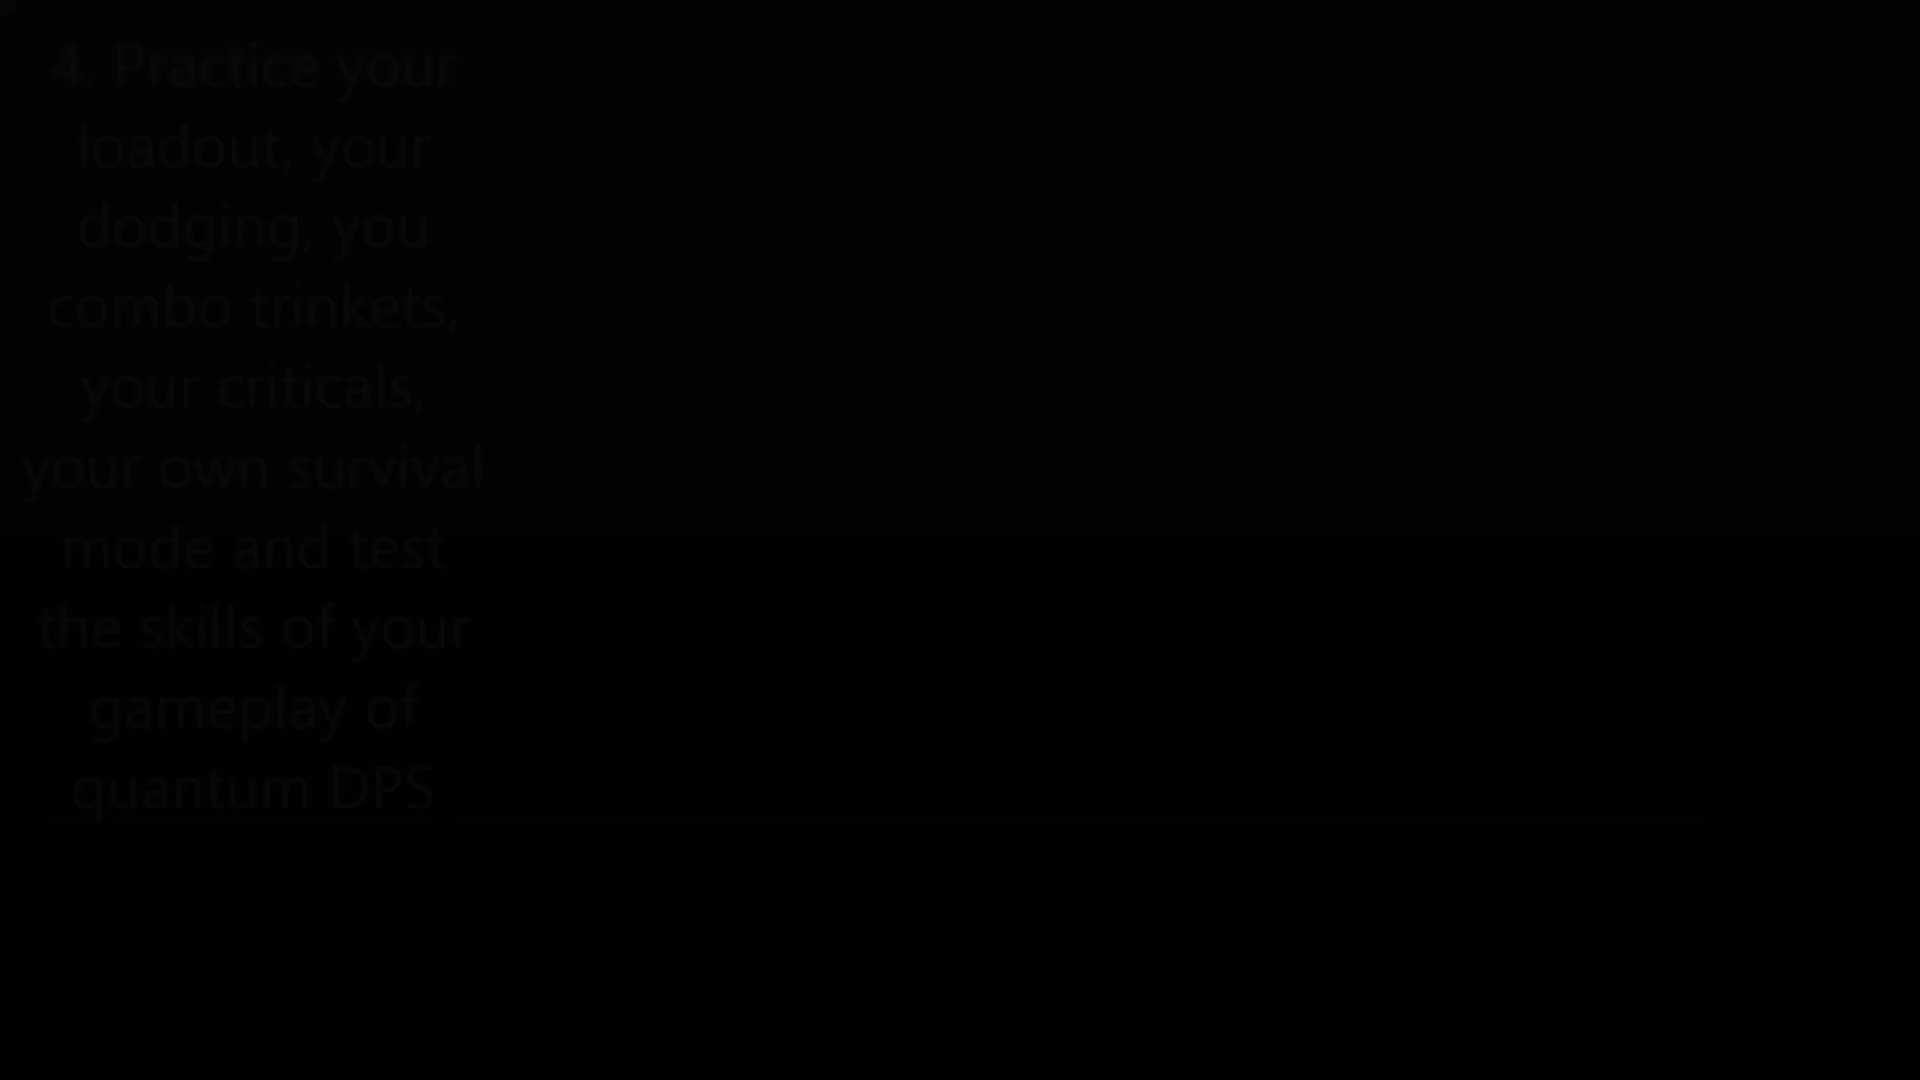 4. Practice your
loadout, your
dodging, you
combo trinkets,
your criticals,
your own survival
mode and test
the skills of your
gameplay of
quantum DPS